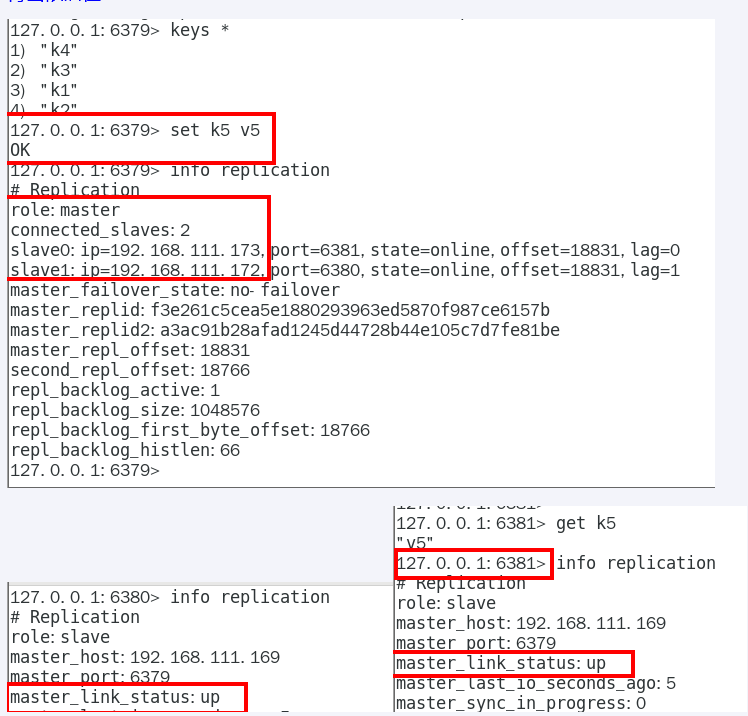 127.0.0.1:6379> keys *
1) "k4"
2) "k3"
3) "k1"
4) "k2"
127.0.0.1:6379> set k5 v5
OK
127.0.0.1:6379> info replication
# Replication
role:master
connected_slaves:2
slave0:ip=192.168.111.173,port=6381,state=online,offset=18831,lag=0
slave1:ip=192.168.111.172,port=6380,state=online,offset=18831,lag=1
master_failover_state:no-failover
master_replid:f3e261c5cea5e1880293963ed5870f987ce6157b
master_replid2:a3ac91b28afad1245d44728b44e105c7d7fe81be
master_repl_offset:18831
second_repl_offset:18766
repl_backlog_active:1
repl_backlog_size:1048576
repl_backlog_first_byte_offset:18766
repl_backlog_histlen:66
127.0.0.1:6379>
127.0.0.1:6380> info replication
# Replication
role:slave
master_host:192.168.111.169
master_port:6379
master_link_status:up
127.0.0.1:6381>
127.0.0.1:6381> get k5
"v5"
127.0.0.1:6381> info replication
# Replication
role:slave
master_host:192.168.111.169
master_port:6379
master_link_status:up
master_last_io_seconds_ago:5
master_sync_in_progress:0